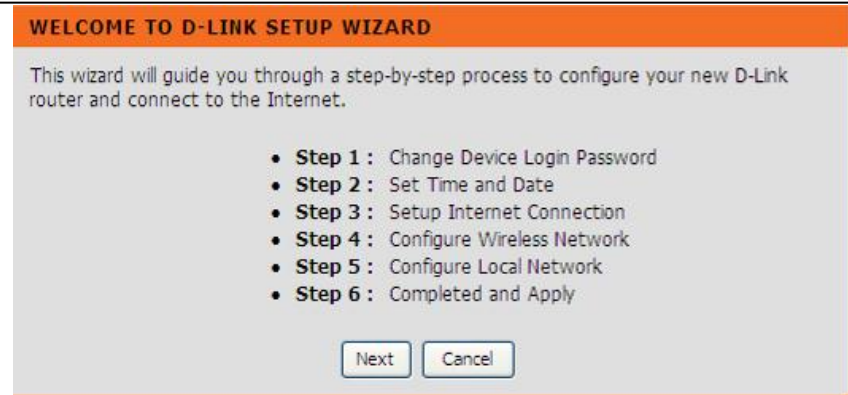 WELCOME TO D-LINK SETUP WIZARD
This wizard will guide you through a step-by-step process to configure your new D-Link
router and connect to the Internet.
• Step 1 : Change Device Login Password
• Step 2 : Set Time and Date
• Step 3 : Setup Internet Connection
• Step 4 : Configure Wireless Network
• Step 5 : Configure Local Network
• Step 6 : Completed and Apply
Next Cancel